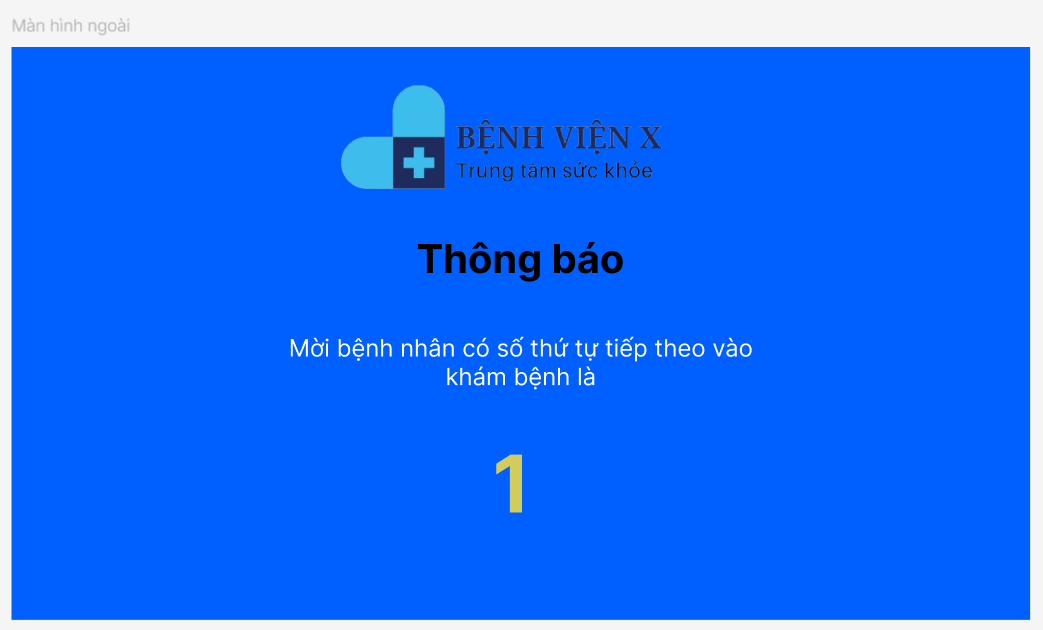 Màn hình ngoài
BỆNH VIỆN X
Trung tâm sức khỏe
Thông báo
Mời bệnh nhân có số thứ tự tiếp theo vào
khám bệnh là
1